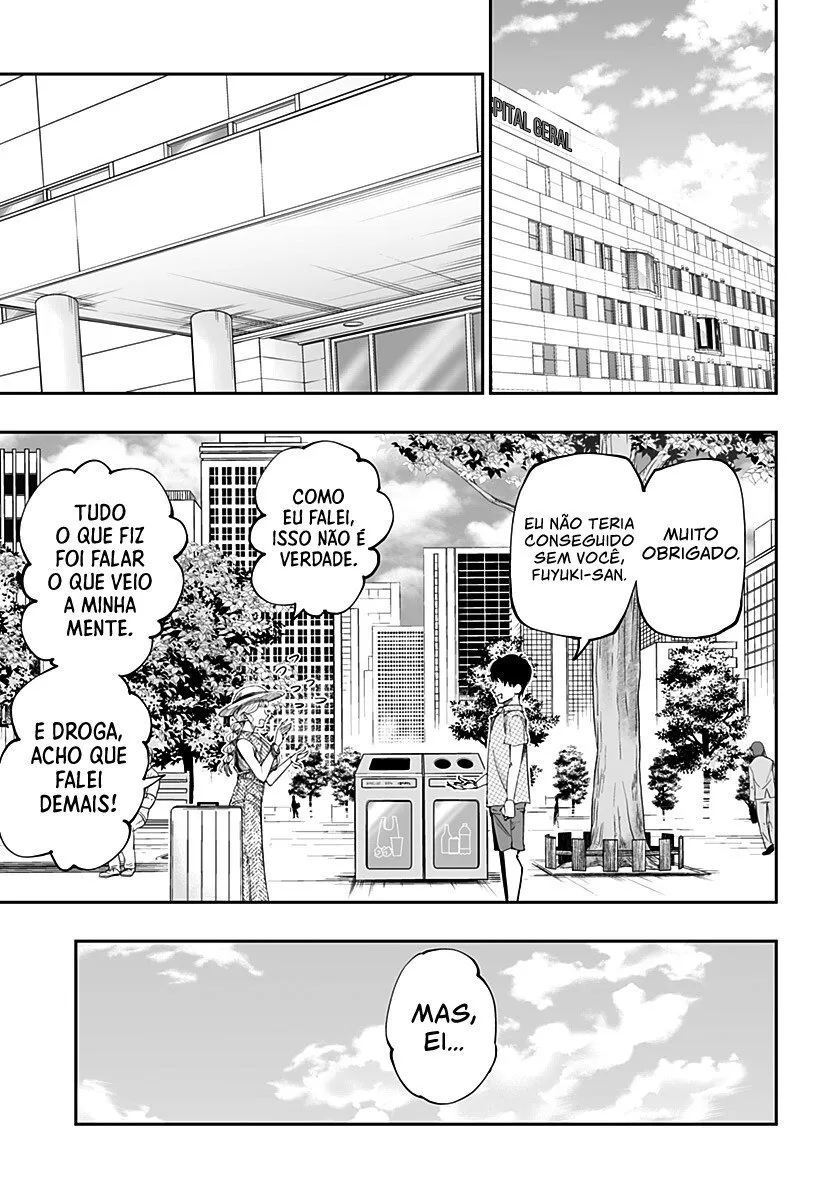 SPITAL GERAL
MUITO
OBRIGADO.
EU NÃO TERIA
CONSEGUIDO
SEM VOCÊ,
FUYUKI-SAN.
COMO
EU FALEI,
ISSO NÃO É
VERDADE.
TUDO
O QUE FIZ
FOI FALAR
O QUE VEIO
A MINHA
MENTE.
E DROGA,
ACHO QUE
FALEI
DEMAIS!
MAS,
EI...